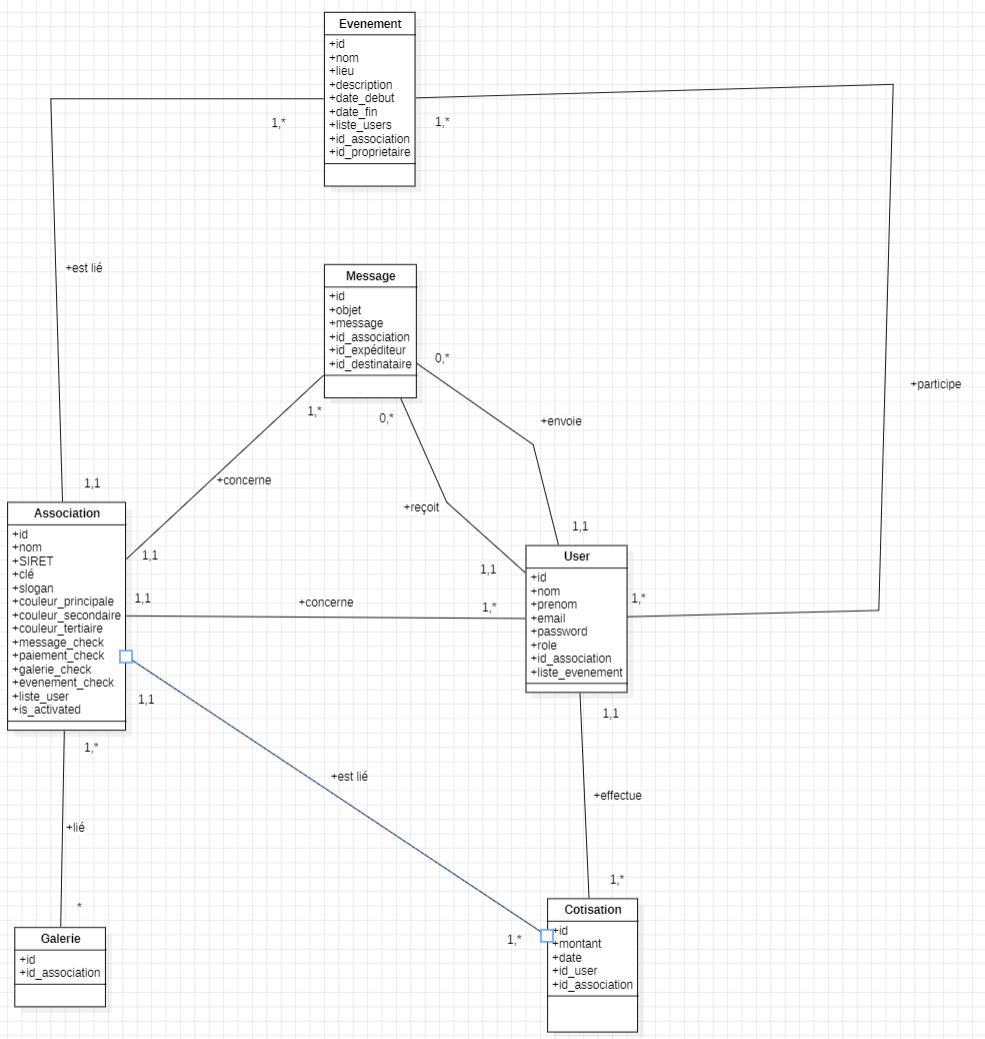 Evenement
+id
+nom
+lieu
+description
+date_debut
+date_fin
+liste_users
+id_association
+id_proprietaire
1,*
1,*
+est lié
Message
+id
+objet
+message
+id_association
+id_expéditeur
+id_destinataire
0,*
+participe
1,*
0,*
+envoie
+concerne
1,1
+reçoit
Association
+id
+nom
+SIRET
+clé
+slogan
+couleur_principale
+couleur_secondaire
+couleur_tertiaire
+message_check
+paiement_check
+galerie_check
+evenement_check
+liste_user
+is_activated
1,1
1,1
1,1
1,1
+concerne
1,*
User
+id
+nom
+prenom
+email
+password
+role
+id_association
+liste_evenement
1,*
1,1
1,1
1,*
+est lié
+effectue
+lié
*
1,*
Galerie
+id
+id_association
1,*
Cotisation
+id
+montant
+date
+id_user
+id_association